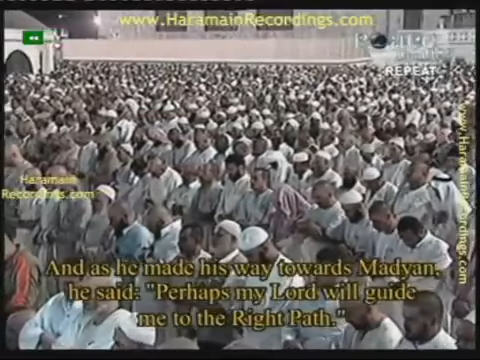 www.HaramainRecordings.com
REPEAT
www.HaramainRecordings.com
Haramain
Recordings.com
And as he made his way towards Madyan,
he said: "Perhaps my Lord will guide
me to the Right Path."